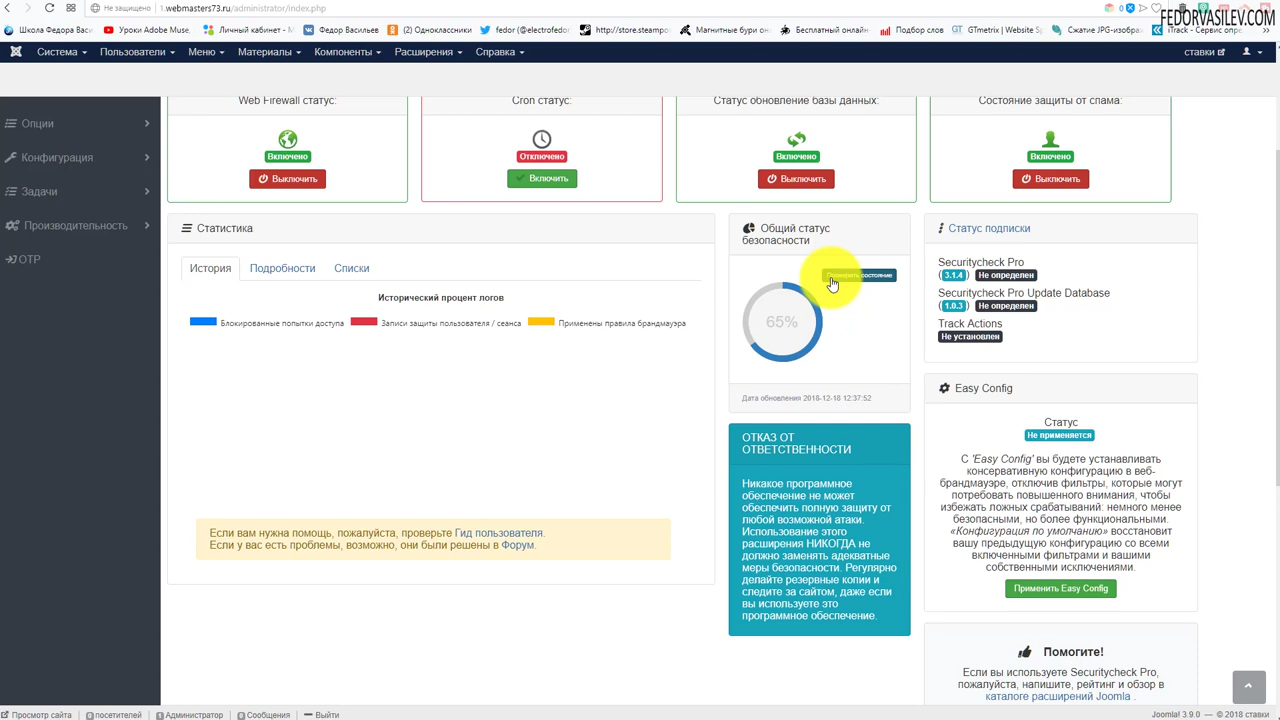 Не защищено
1.webmasters73.ru/administrator/index.php
FEDORVASILEV.COM
Школа Федора Васи.
Уроки Adobe Muse,
Личный кабинет -
Федор Васильев
(2) Одноклассники
fedor (@electrofedor
http://store.steampo
Магнитные бури он
Бесплатный онлайн
Подбор слов
GTmetrix | Website Sp
Сжатие JPG-изображ.
iTrack - Сервис опре
Система
Пользователи
Меню
Материалы
Компоненты
Расширения
Справка
ставки
Опции
Конфигурация
Задачи
Производительность
OTP
Web Firewall статус:
Включено
Выключить
Cron статус:
Отключено
Включить
Статус обновление базы данных:
Включено
Выключить
Состояние защиты от спама:
Включено
Выключить
Статистика
История
Подробности
Списки
Исторический процент логов
Блокированные попытки доступа
Записи защиты пользователя / сеанса
Применены правила брандмауэра
Если вам нужна помощь, пожалуйста, проверьте Гид пользователя.
Если у вас есть проблемы, возможно, они были решены в Форум.
Общий статус
безопасности
Проверить состояние
65%
Дата обновления 2018-12-18 12:37:52
ОТКАЗ ОТ
ОТВЕТСТВЕННОСТИ
Никакое программное
обеспечение не может
обеспечить полную защиту от
любой возможной атаки.
Использование этого
расширения НИКОГДА не
должно заменять адекватные
меры безопасности. Регулярно
делайте резервные копии и
следите за сайтом, даже если
вы используете это
программное обеспечение.
Статус подписки
Securitycheck Pro
(3.1.4) Не определен
Securitycheck Pro Update Database
(1.0.3) Не определен
Track Actions
Не установлен
Easy Config
Статус
Не применяется
С 'Easy Config' вы будете устанавливать
консервативную конфигурацию в веб-
брандмауэре, отключив фильтры, которые могут
потребовать повышенного внимания, чтобы
избежать ложных срабатываний: немного менее
безопасными, но более функциональными.
«Конфигурация по умолчанию» восстановит
вашу предыдущую конфигурацию со всеми
включенными фильтрами и вашими
собственными исключениями.
Применить Easy Config
Помогите!
Если вы используете Securitycheck Pro,
пожалуйста, напишите, рейтинг и обзор в
каталоге расширений Joomla .
Просмотр сайта
0 посетителей
1 Администратор
0 Сообщения
Выйти
Joomla! 3.9.0 — © 2018 ставки